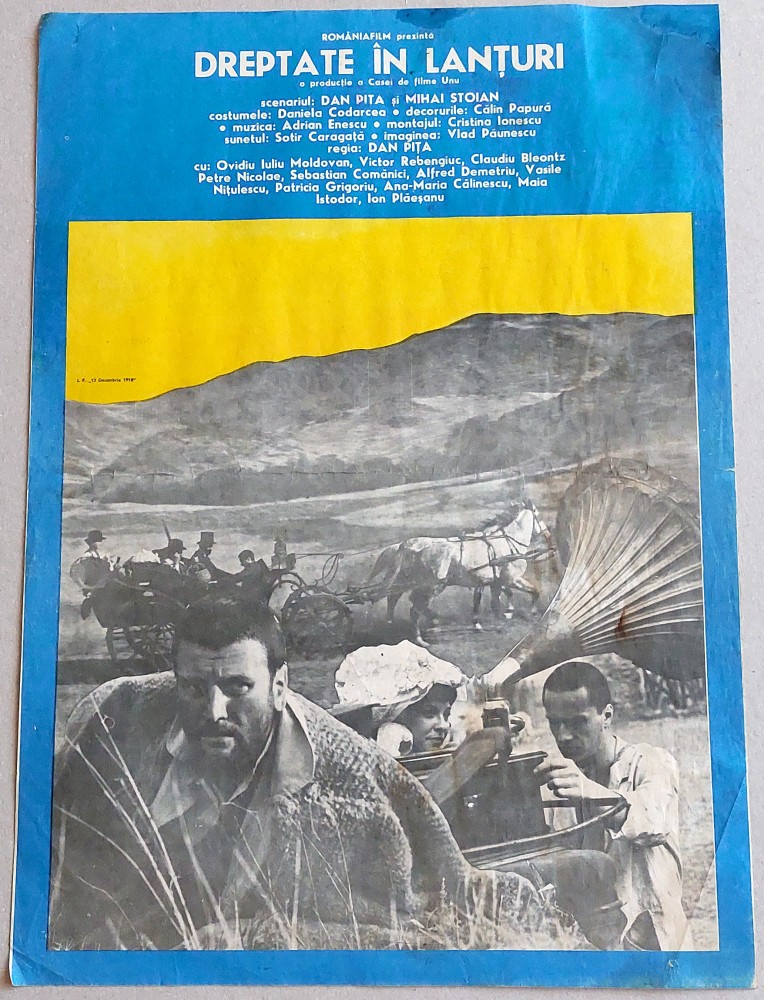 ROMÂNIAFILM prezintă
DREPTATE ÎN LANȚURI
o producție a Casei de filme Unu
scenariul: DAN PIȚA și MIHAI STOIAN
costumele: Daniela Codarcea • decorurile: Călin Papură
• muzica: Adrian Enescu • montajul: Cristina Ionescu
sunetul: Sotir Caragață • imaginea: Vlad Păunescu
regia: DAN PIȚA
cu: Ovidiu Iuliu Moldovan, Victor Rebengiuc, Claudiu Bleontz
Petre Nicolae, Sebastian Comănici, Alfred Demetriu, Vasile
Nițulescu, Patricia Grigoriu, Ana-Maria Călinescu, Maia
Istodor, Ion Plăeșanu
I. P. „13 Decembrie 1918"